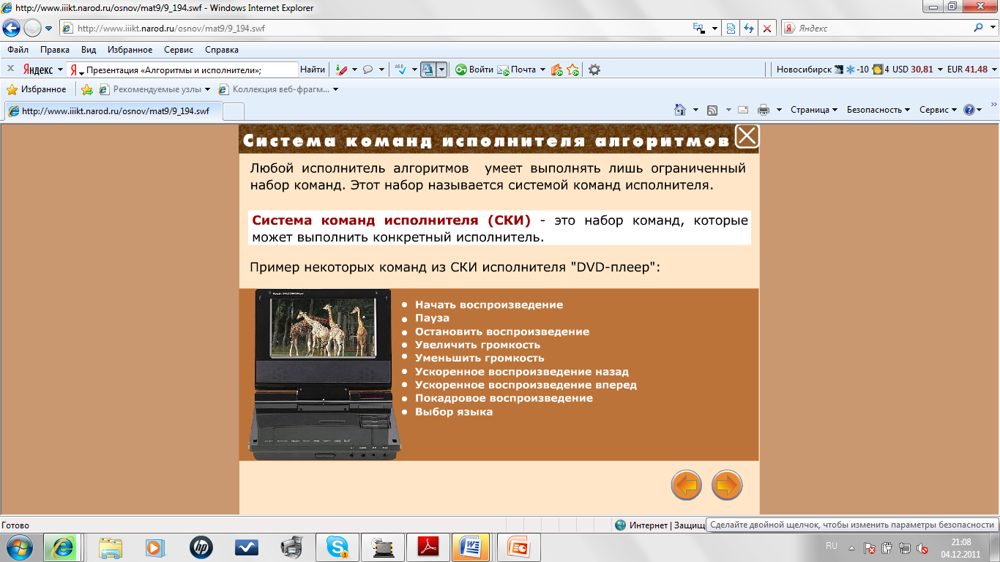 http://www.iiikt.narod.ru/osnov/mat9/9_194.swf - Windows Internet Explorer
http://www.iiikt.narod.ru/osnov/mat9/9_194.swf
Яндекс
Файл Правка Вид Избранное Сервис Справка
Яндекс Я Презентация «Алгоритмы и исполнители»; Найти Войти Почта Новосибирск -10 4 USD 30,81 EUR 41,48
Избранное Рекомендуемые узлы Коллекция веб-фрагм...
http://www.iiikt.narod.ru/osnov/mat9/9_194.swf Страница Безопасность Сервис
Система команд исполнителя алгоритмов
Любой исполнитель алгоритмов умеет выполнять лишь ограниченный
набор команд. Этот набор называется системой команд исполнителя.
Система команд исполнителя (СКИ) - это набор команд, которые
может выполнить конкретный исполнитель.
Пример некоторых команд из СКИ исполнителя "DVD-плеер":
Начать воспроизведение
Пауза
Остановить воспроизведение
Увеличить громкость
Уменьшить громкость
Ускоренное воспроизведение назад
Ускоренное воспроизведение вперед
Покадровое воспроизведение
Выбор языка
Готово Интернет | Защищ Сделайте двойной щелчок, чтобы изменить параметры безопасности
RU 21:08
04.12.2011